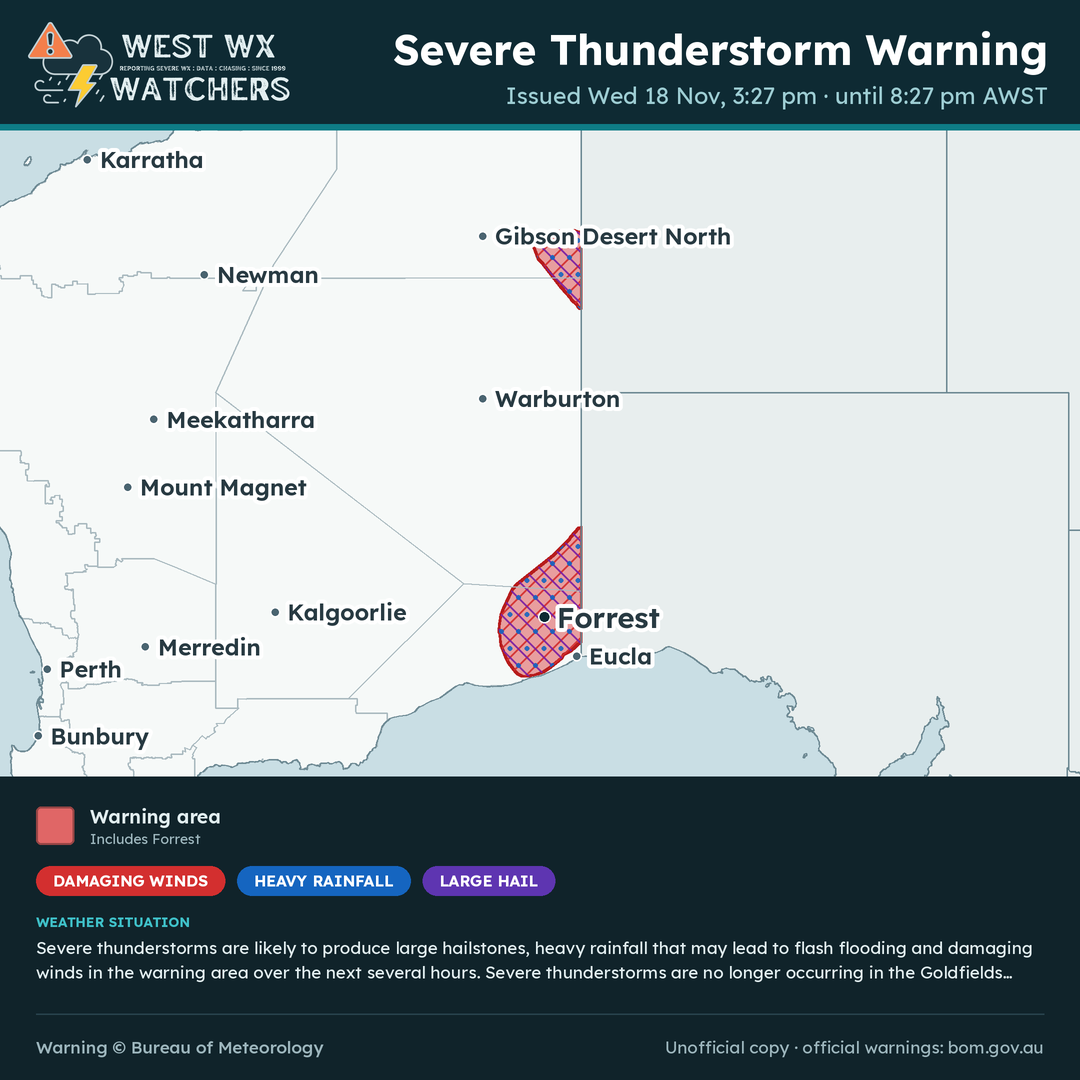 WEST WX
REPORTING SEVERE WX : DATA : CHASING : SINCE 1999
WATCHERS
Severe Thunderstorm Warning
Issued Wed 18 Nov, 3:27 pm · until 8:27 pm AWST
Karratha
Gibson Desert North
Newman
Warburton
Meekatharra
Mount Magnet
Kalgoorlie
Forrest
Merredin
Eucla
Perth
Bunbury
Warning area
Includes Forrest
DAMAGING WINDS
HEAVY RAINFALL
LARGE HAIL
WEATHER SITUATION
Severe thunderstorms are likely to produce large hailstones, heavy rainfall that may lead to flash flooding and damaging
winds in the warning area over the next several hours. Severe thunderstorms are no longer occurring in the Goldfields…
Warning © Bureau of Meteorology
Unofficial copy · official warnings: bom.gov.au